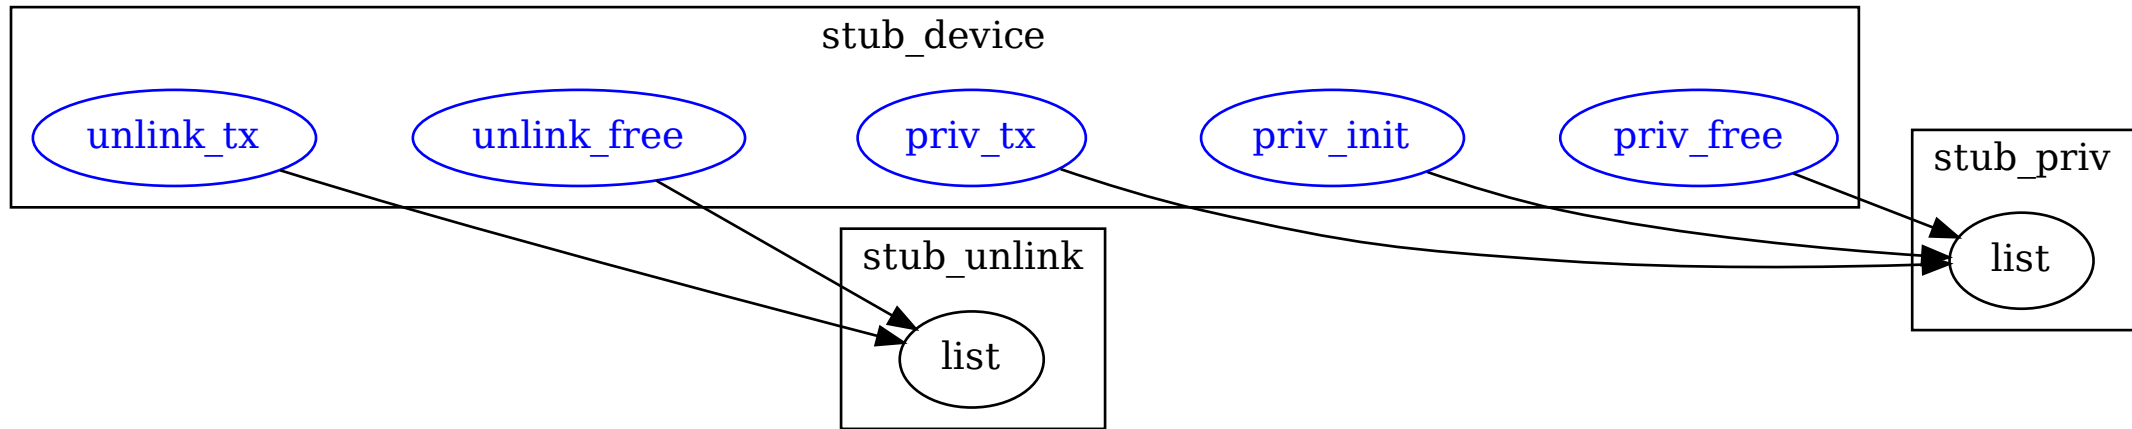 stub_device
unlink_tx
unlink_free
priv_tx
priv_init
priv_free
stub_priv
list
stub_unlink
list